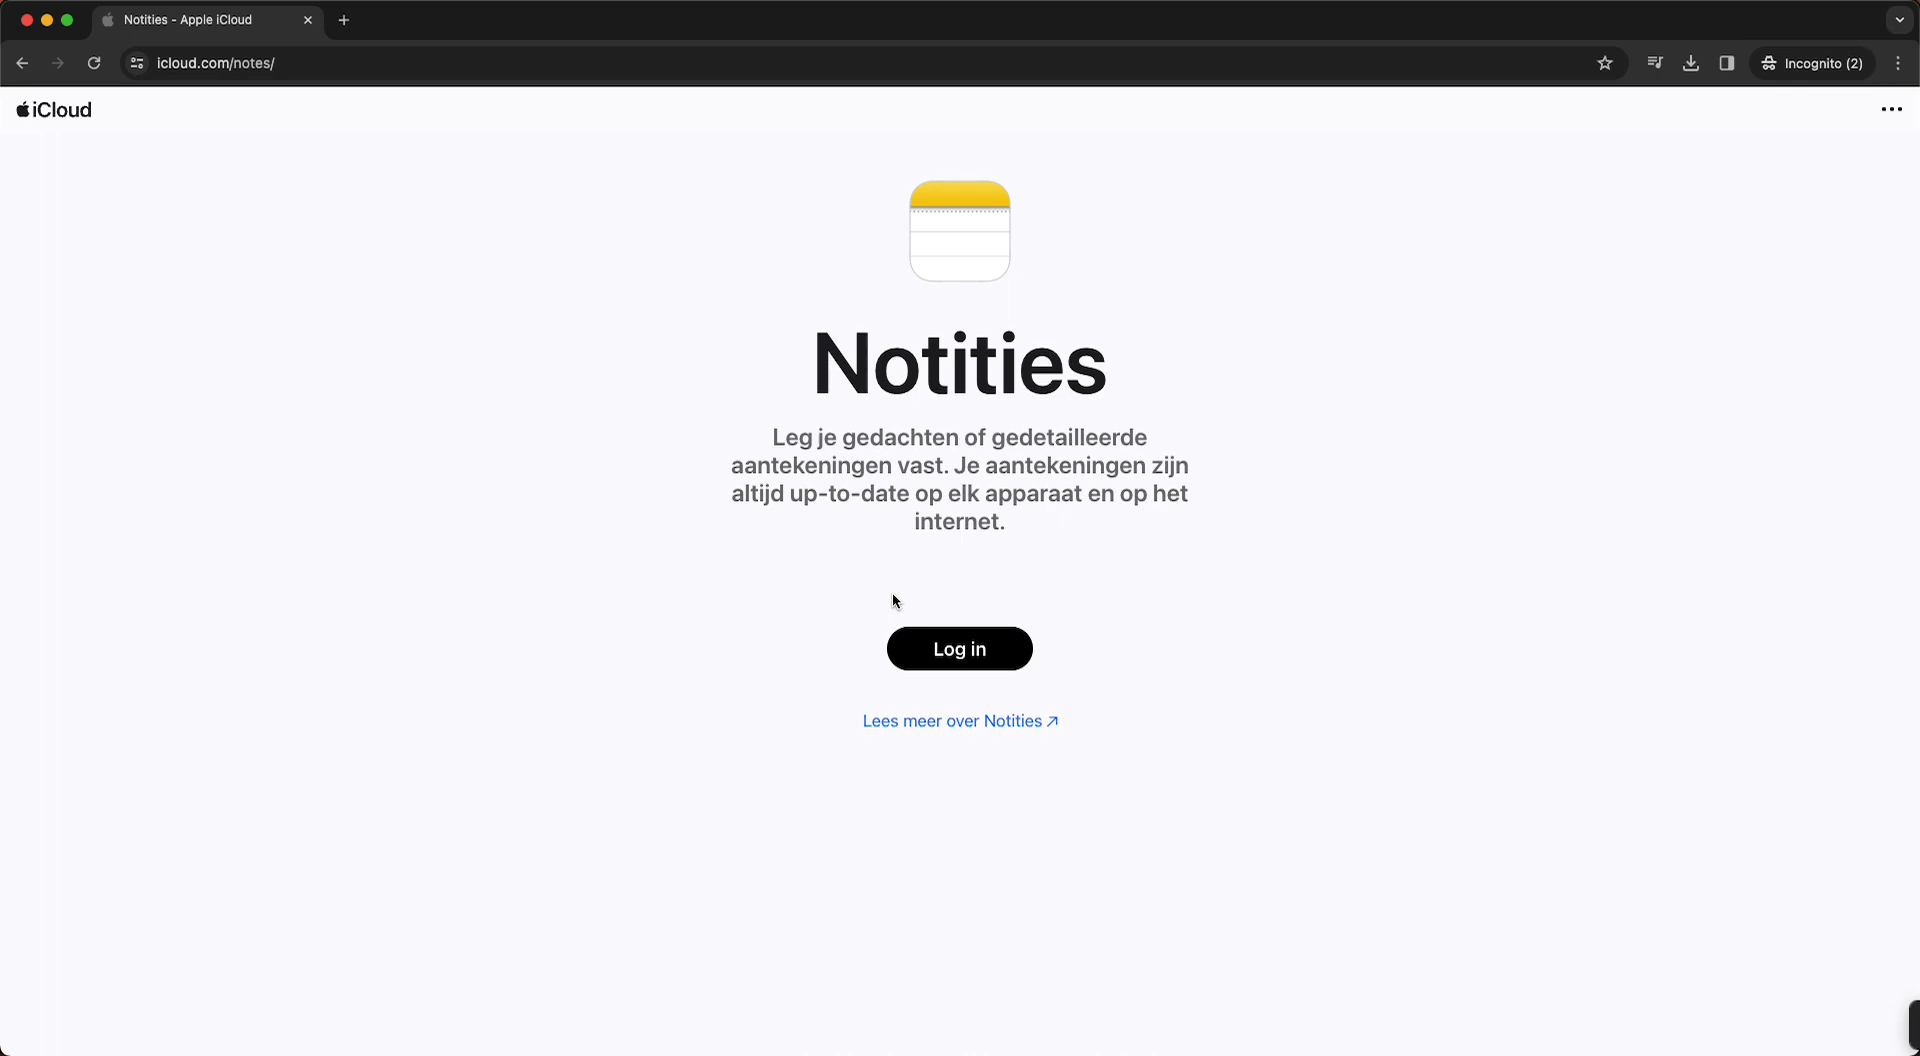 Notities - Apple iCloud
icloud.com/notes/
Incognito (2)
iCloud
Notities
Leg je gedachten of gedetailleerde
aantekeningen vast. Je aantekeningen zijn
altijd up-to-date op elk apparaat en op het
internet.
Log in
Lees meer over Notities ↗